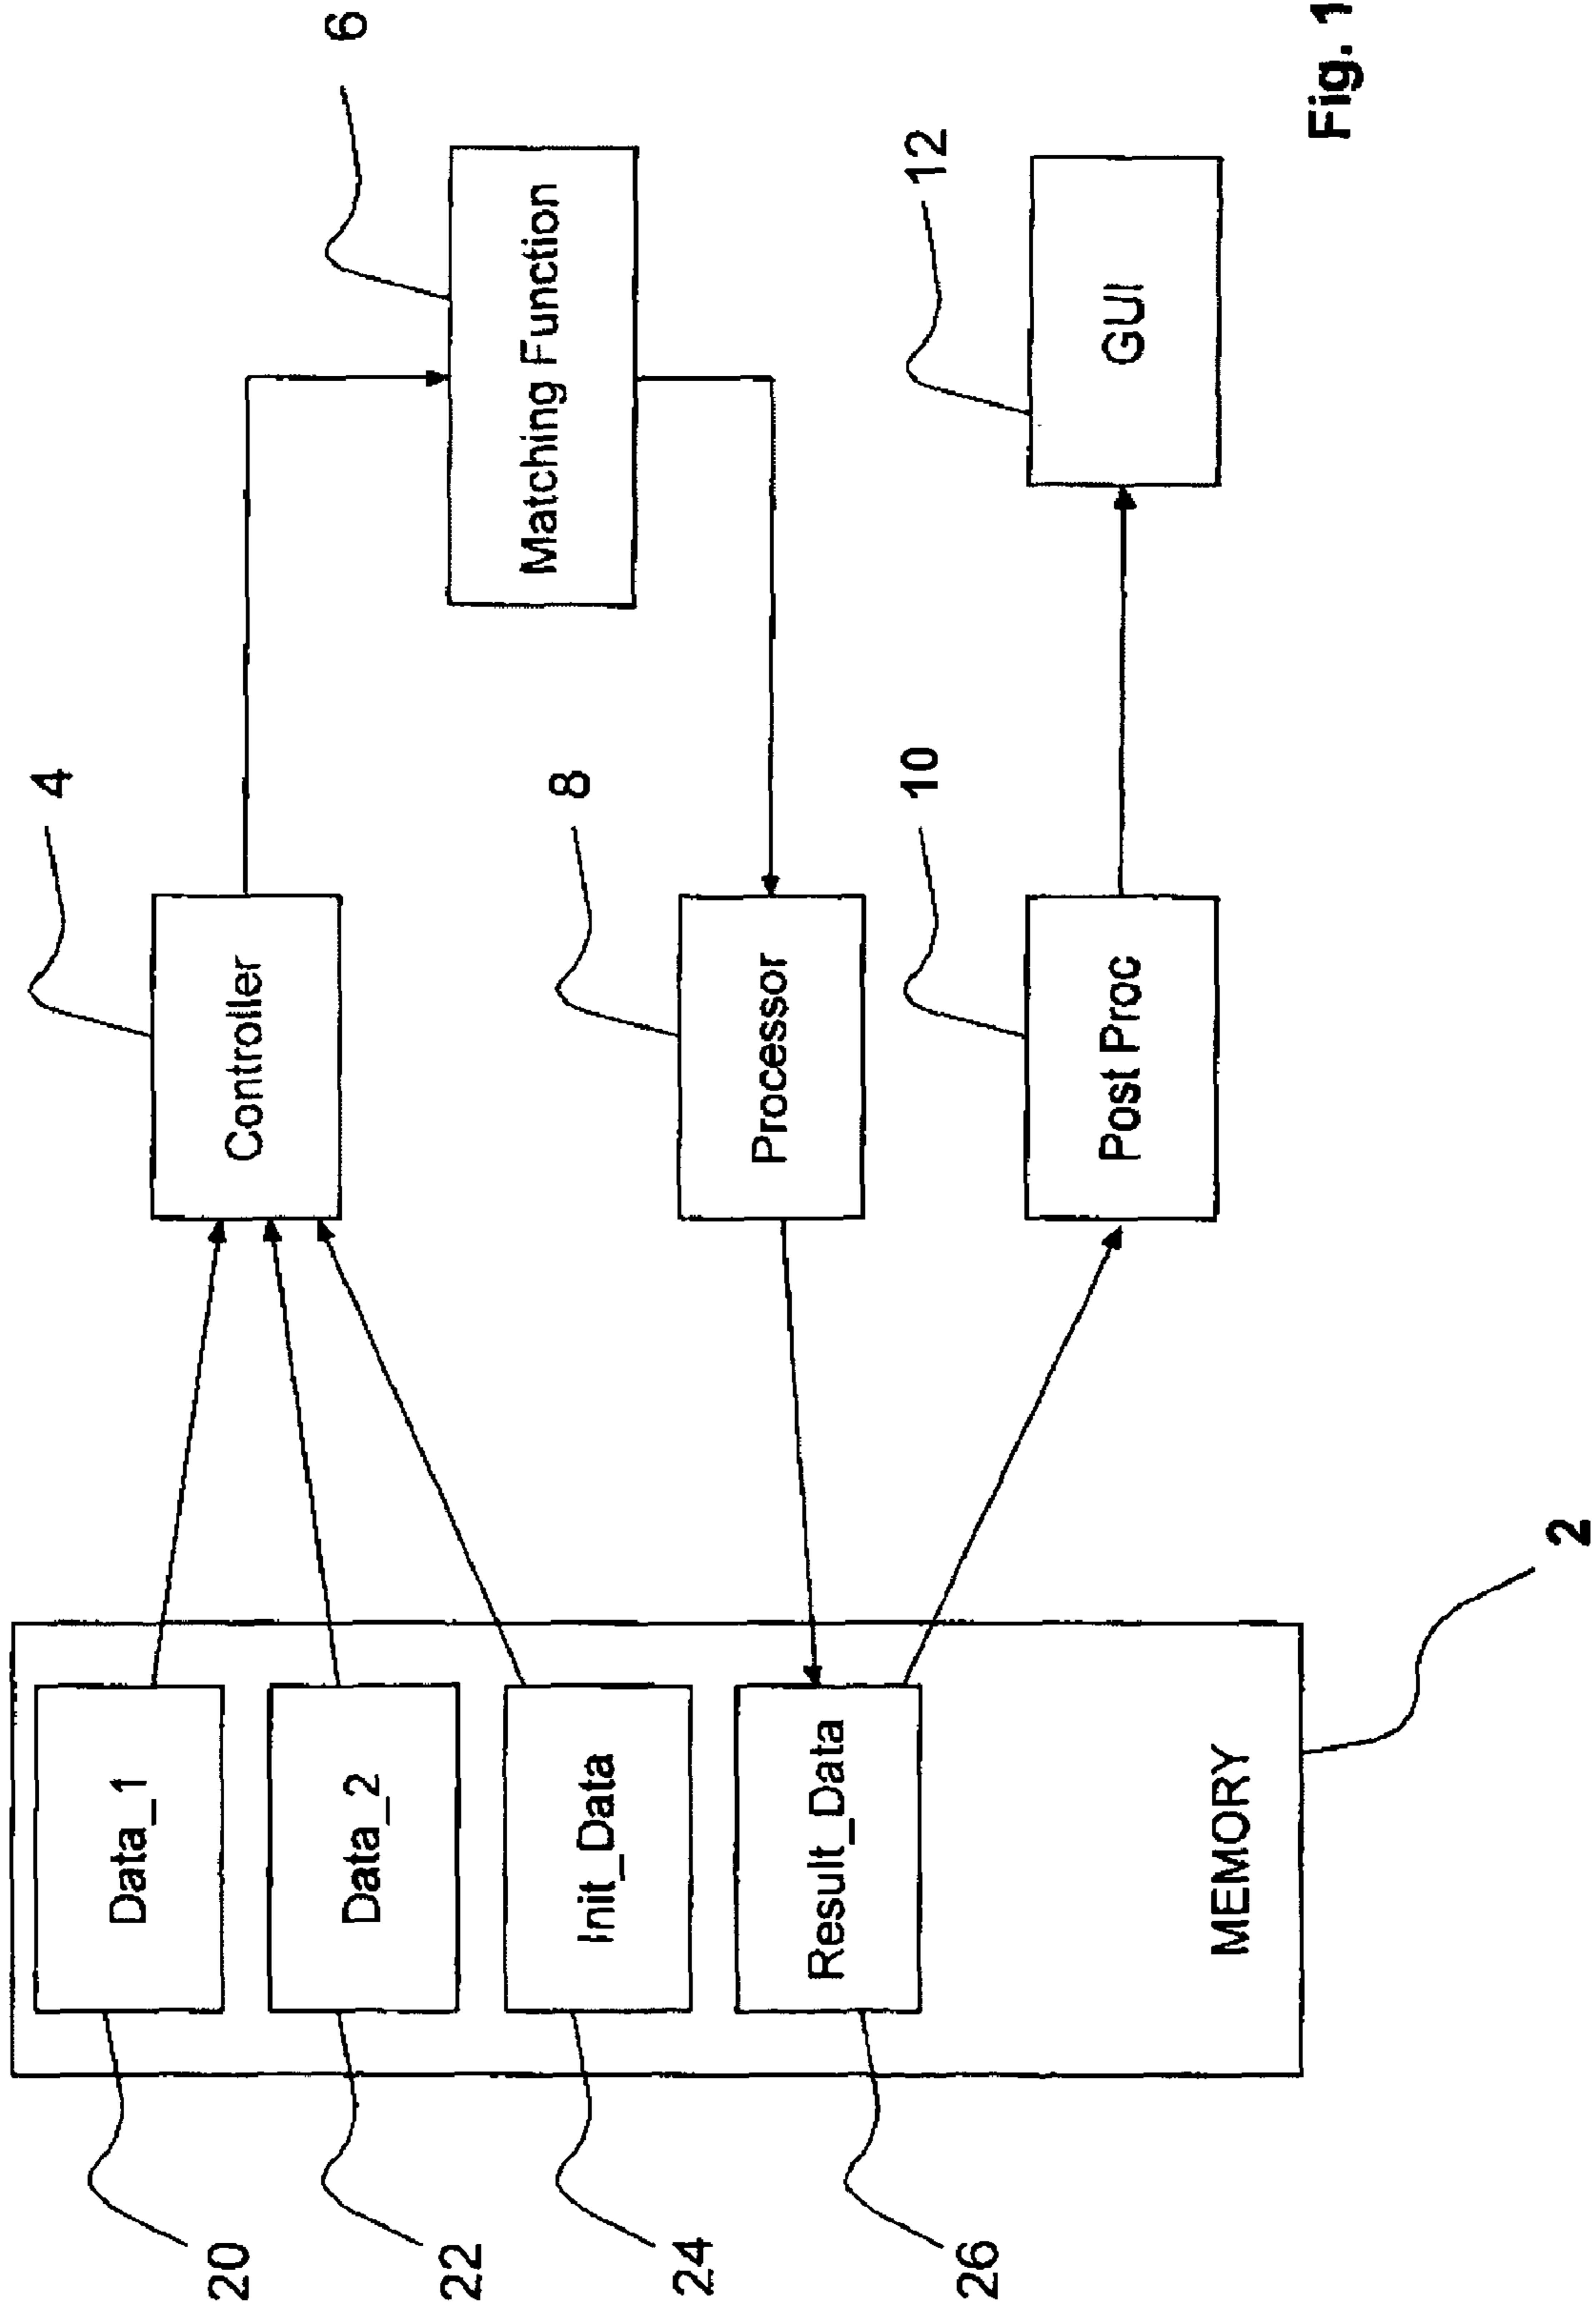 20
Data_1
4
Controller
6
Matching Function
22
Data_2
24
Init_Data
8
Processor
26
Result_Data
10
Post Proc
12
GUI
MEMORY
2
Fig. 1